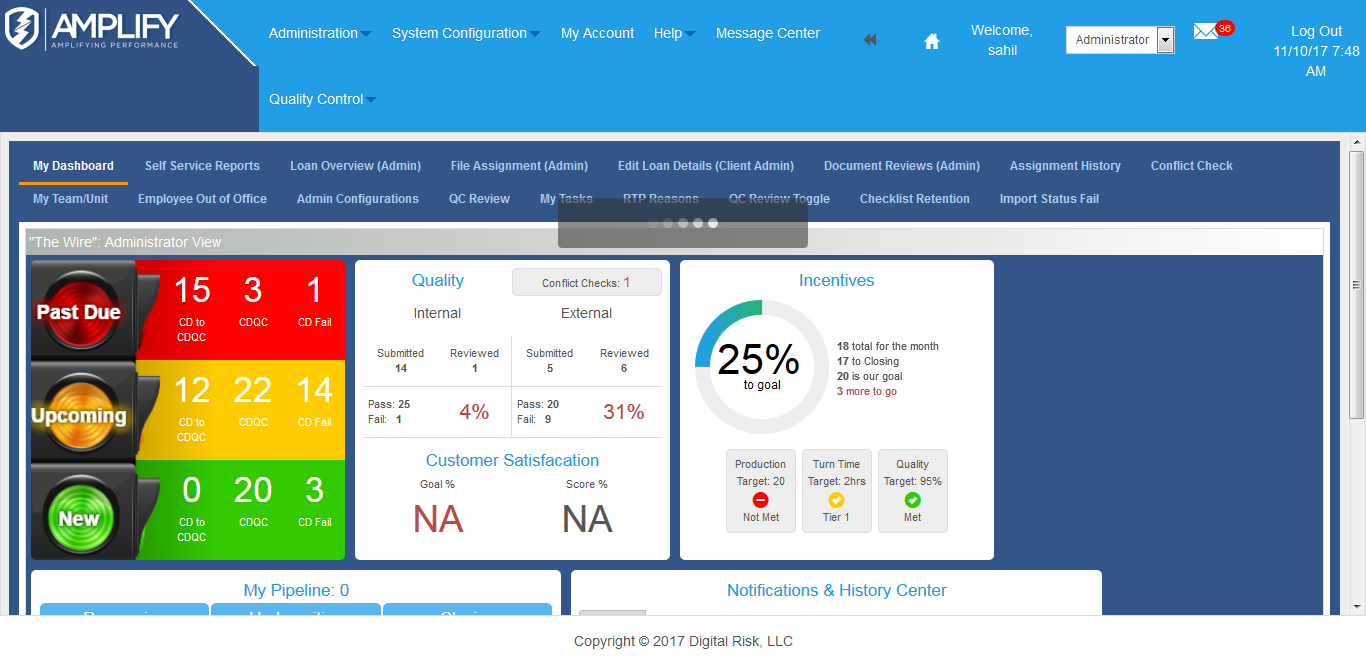 AMPLIFY
AMPLIFYING PERFORMANCE
Administration
System Configuration
My Account
Help
Message Center
Welcome,
sahil
Administrator
36
Log Out
11/10/17 7:48
AM
Quality Control
My Dashboard
Self Service Reports
Loan Overview (Admin)
File Assignment (Admin)
Edit Loan Details (Client Admin)
Document Reviews (Admin)
Assignment History
Conflict Check
My Team/Unit
Employee Out of Office
Admin Configurations
QC Review
My Tasks
RTP Reasons
QC Review Toggle
Checklist Retention
Import Status Fail
"The Wire": Administrator View
Past Due
15 3 1
CD to
CDQC
CDQC
CD Fail
Upcoming
12 22 14
CD to
CDQC
CDQC
CD Fail
New
0 20 3
CD to
CDQC
CDQC
CD Fail
Quality
Conflict Checks: 1
Internal
External
Submitted
14
Reviewed
1
Submitted
5
Reviewed
6
Pass: 25
Fail: 1
4%
Pass: 20
Fail: 9
31%
Customer Satisfacation
Goal %
Score %
NA
NA
Incentives
25%
to goal
18 total for the month
17 to Closing
20 is our goal
3 more to go
Production
Target: 20
Not Met
Turn Time
Target: 2hrs
Tier 1
Quality
Target: 95%
Met
My Pipeline: 0
Notifications & History Center
Copyright © 2017 Digital Risk, LLC